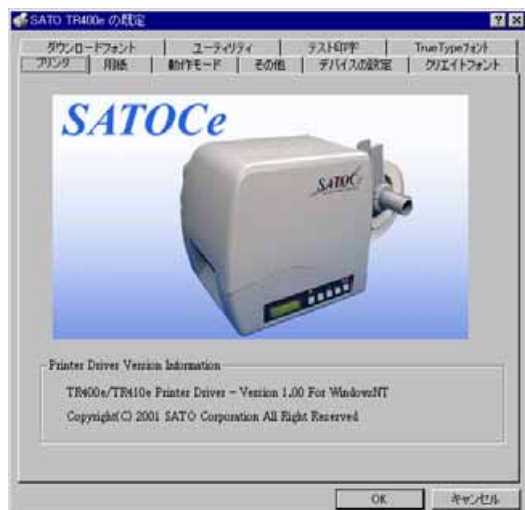 SATO TR400e の既定
ダウンロードフォント ユーティリティ テスト印字 TrueTypeフォント
プリンタ 用紙 動作モード その他 デバイスの設定 クリエイトフォント
SATOCe
SATOCe
Printer Driver Version Information
TR400e/TR410e Printer Driver - Version 1.00 For WindowsNT
Copyright(C) 2001 SATO Corporation All Right Reserved
OK キャンセル